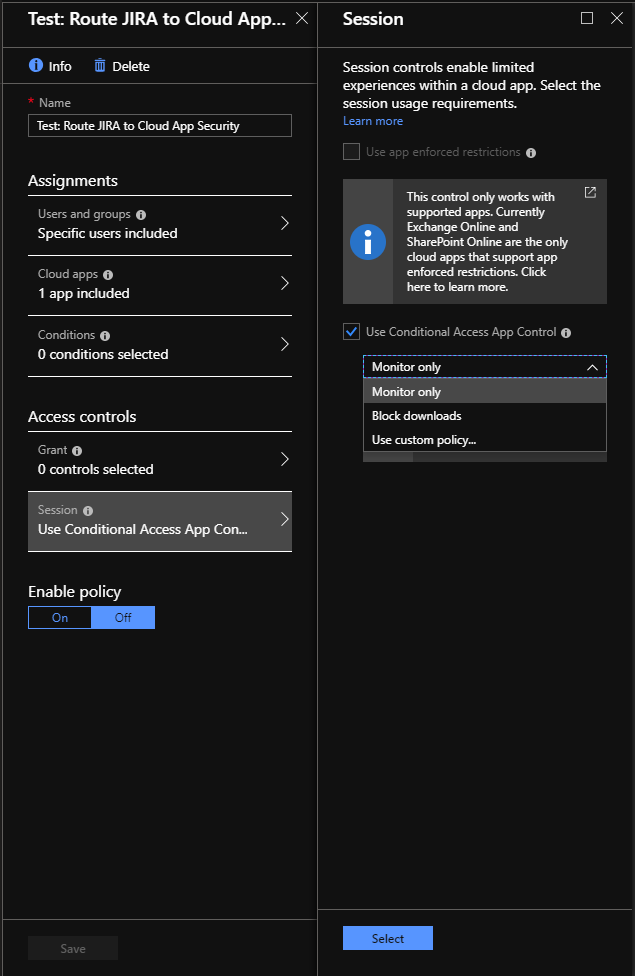 Test: Route JIRA to Cloud App...
Info
Delete
* Name
Test: Route JIRA to Cloud App Security
Assignments
Users and groups
Specific users included
Cloud apps
1 app included
Conditions
0 conditions selected
Access controls
Grant
0 controls selected
Session
Use Conditional Access App Con...
Enable policy
On
Off
Save
Session
Session controls enable limited
experiences within a cloud app. Select the
session usage requirements.
Learn more
Use app enforced restrictions
This control only works with
supported apps. Currently
Exchange Online and
SharePoint Online are the only
cloud apps that support app
enforced restrictions. Click
here to learn more.
Use Conditional Access App Control
Monitor only
Monitor only
Block downloads
Use custom policy...
Select